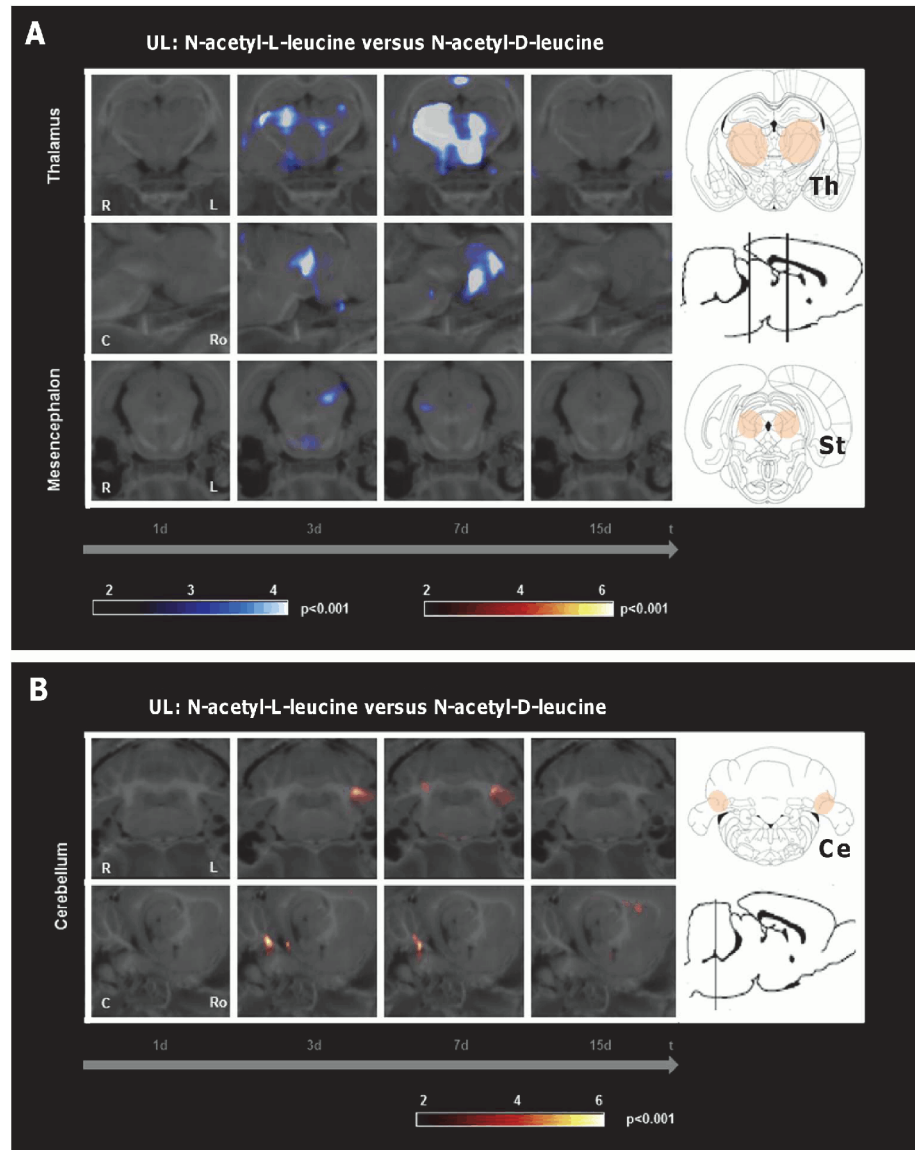 A
UL: N-acetyl-L-leucine versus N-acetyl-D-leucine
Thalamus
R L
Th
C Ro
Mesencephalon
R L
St
1d 3d 7d 15d t
2 3 4 p<0.001
2 4 6 p<0.001
B
UL: N-acetyl-L-leucine versus N-acetyl-D-leucine
Cerebellum
R L
Ce
C Ro
1d 3d 7d 15d t
2 4 6 p<0.001